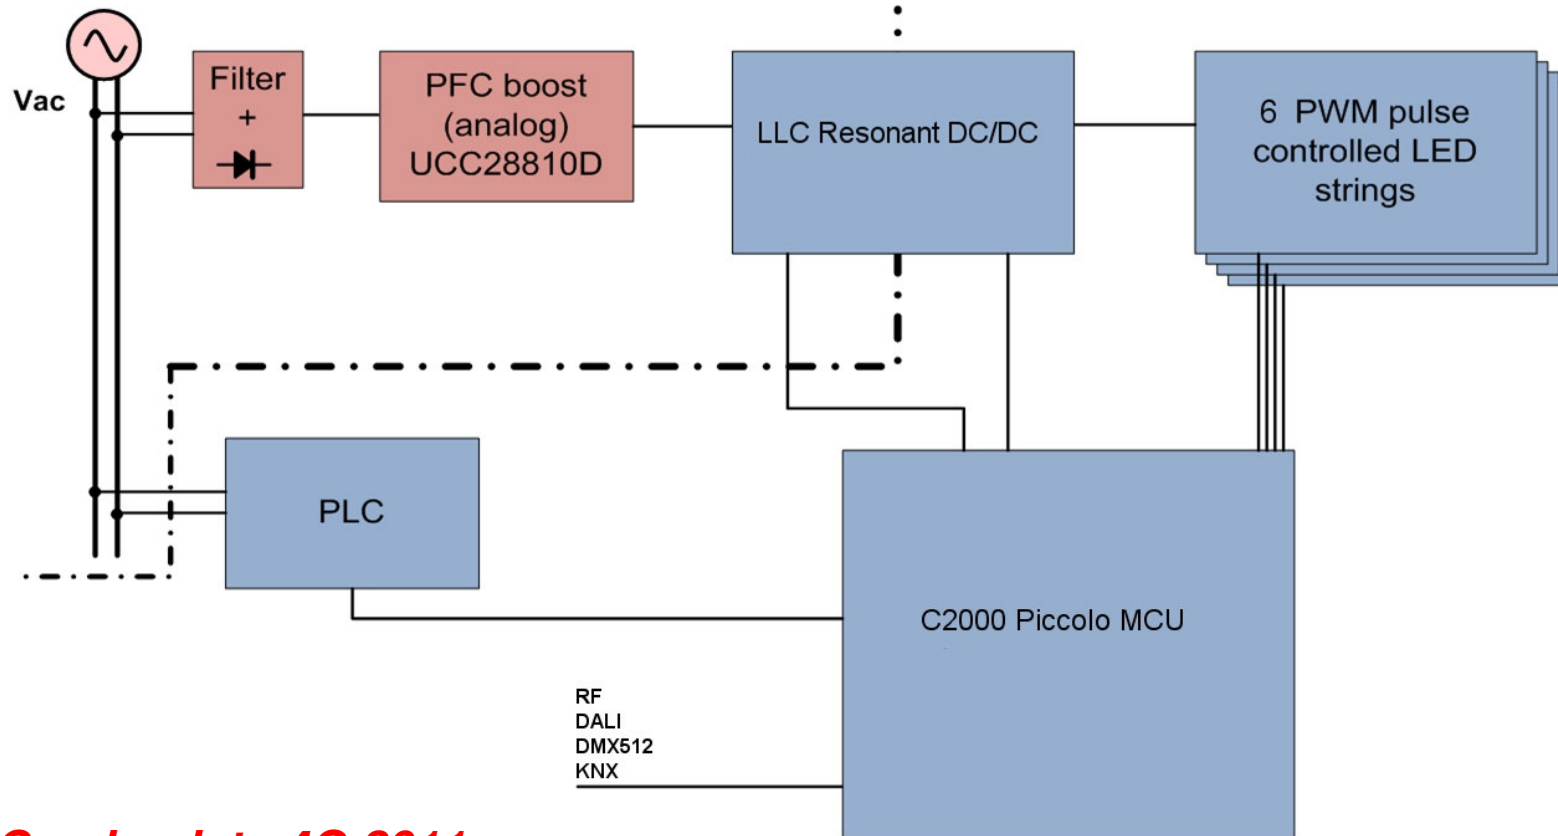 Vac
Filter
+
PFC boost
(analog)
UCC28810D
LLC Resonant DC/DC
6 PWM pulse
controlled LED
strings
PLC
C2000 Piccolo MCU
RF
DALI
DMX512
KNX